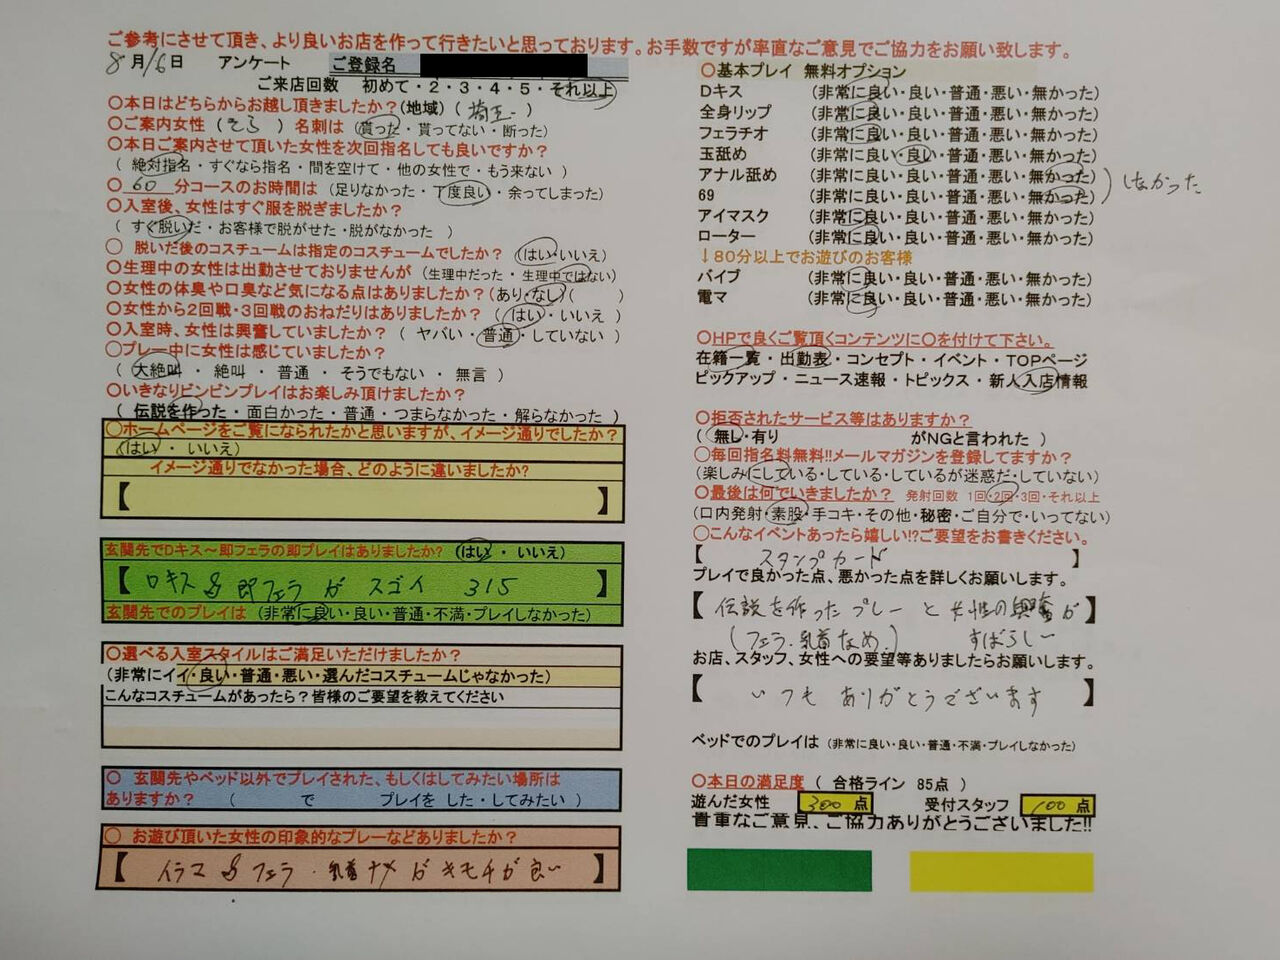 ご参考にさせて頂き、より良いお店を作って行きたいと思っております。お手数ですが率直なご意見でご協力をお願い致します。
8月16日 アンケート ご登録名
ご来店回数 初めて・2・3・4・5・それ以上
〇本日はどちらからお越し頂きましたか?(地域)( 埼玉 )
〇ご案内女性 ( そら ) 名刺は (貰った・貰ってない・断った)
〇本日ご案内させて頂いた女性を次回指名しても良いですか?
( 絶対指名・すぐなら指名・間を空けて・他の女性で・もう来ない )
〇 60 分コースのお時間は (足りなかった・丁度良い・余ってしまった)
〇入室後、女性はすぐ服を脱ぎましたか?
( すぐ脱いだ・お客様で脱がせた・脱がなかった )
〇 脱いだ後のコスチュームは指定のコスチュームでしたか? (はい・いいえ)
〇生理中の女性は出勤させておりませんが (生理中だった・生理中ではない)
〇女性の体臭や口臭など気になる点はありましたか?(あり・なし)( )
〇女性から2回戦・3回戦のおねだりはありましたか? ( はい・いいえ )
〇入室時、女性は興奮していましたか? ( ヤバい・普通・していない )
〇プレー中に女性は感じていましたか?
( 大絶叫・絶叫・普通・そうでもない・無言 )
〇いきなりビンビンプレイはお楽しみ頂けましたか?
( 伝説を作った・面白かった・普通・つまらなかった・解らなかった )
〇ホームページをご覧になられたかと思いますが、イメージ通りでしたか?
(はい・いいえ)
イメージ通りでなかった場合、どのように違いましたか?
【 】
玄関先でDキス~即フェラの即プレイはありましたか? (はい・いいえ)
【 ロキス & 即フェラ が スゴイ 315 】
玄関先でのプレイは (非常に良い・良い・普通・不満・プレイしなかった)
〇選べる入室スタイルはご満足いただけましたか?
(非常にイイ・良い・普通・悪い・選んだコスチュームじゃなかった)
こんなコスチュームがあったら?皆様のご要望を教えてください
〇 玄関先やベッド以外でプレイされた、もしくはしてみたい場所は
ありますか? ( で プレイを した・してみたい )
〇 お遊び頂いた女性の印象的なプレーなどありましたか?
【 イラマ & フェラ・乳首ナメ が キモチが良い 】
〇基本プレイ 無料オプション
Dキス (非常に良い・良い・普通・悪い・無かった)
全身リップ (非常に良い・良い・普通・悪い・無かった)
フェラチオ (非常に良い・良い・普通・悪い・無かった)
玉舐め (非常に良い・良い・普通・悪い・無かった)
アナル舐め (非常に良い・良い・普通・悪い・無かった)
69 (非常に良い・良い・普通・悪い・無かった) しなかった
アイマスク (非常に良い・良い・普通・悪い・無かった)
ローター (非常に良い・良い・普通・悪い・無かった)
↓80分以上でお遊びのお客様
バイブ (非常に良い・良い・普通・悪い・無かった)
電マ (非常に良い・良い・普通・悪い・無かった)
〇HPで良くご覧頂くコンテンツに〇を付けて下さい。
在籍一覧・出勤表・コンセプト・イベント・TOPページ
ピックアップ・ニュース速報・トピックス・新人入店情報
〇拒否されたサービス等はありますか?
( 無し・有り がNGと言われた )
〇毎回指名料無料!!メールマガジンを登録してますか?
(楽しみにしている・している・しているが迷惑だ・していない)
〇最後は何でいきましたか? 発射回数 1回・2回・3回・それ以上
(口内発射・素股・手コキ・その他・秘密・ご自分で・いってない)
〇こんなイベントあったら嬉しい!?ご要望をお書きください。
【 スタンプカード 】
プレイで良かった点、悪かった点を詳しくお願いします。
【 伝説を作ったプレー と 女性の興奮が 】
(フェラ・乳首なめ) すばらしー
お店、スタッフ、女性への要望等ありましたらお願いします。
【 いつも ありがとうございます 】
ベッドでのプレイは (非常に良い・良い・普通・不満・プレイしなかった)
〇本日の満足度 ( 合格ライン 85点 )
遊んだ女性 300 点 受付スタッフ 100 点
貴重なご意見、ご協力ありがとうございました!!